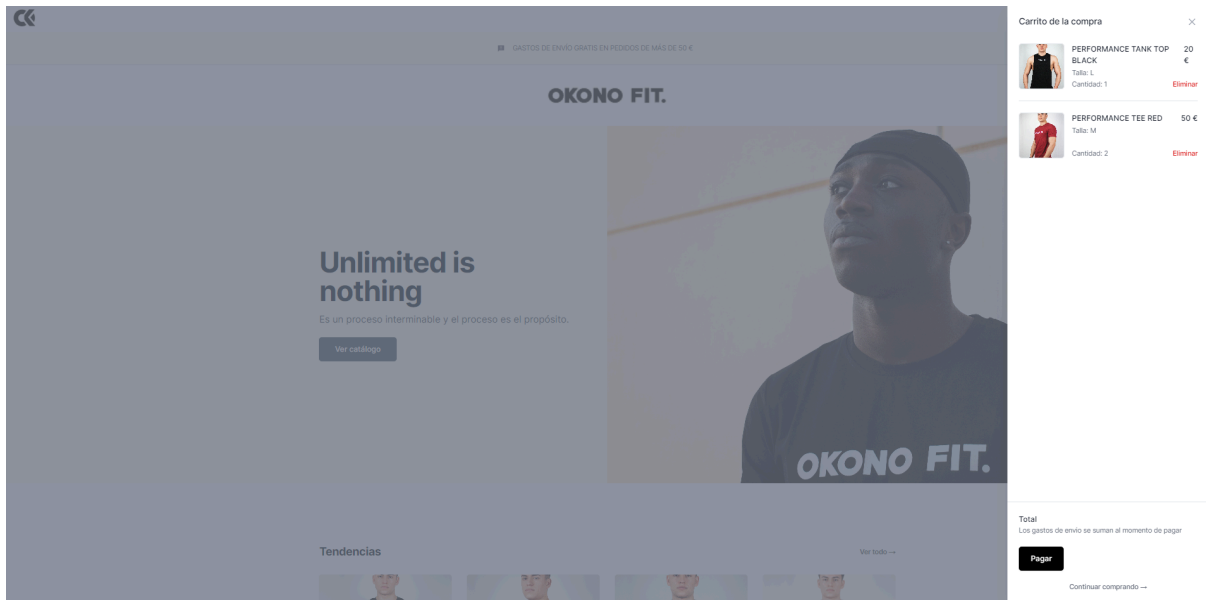 GASTOS DE ENVÍO GRATIS EN PEDIDOS DE MÁS DE 50 €
OKONO FIT.
Unlimited is
nothing
Es un proceso interminable y el proceso es el propósito.
Ver catálogo
OKONO FIT.
Tendencias
Ver todo →
Carrito de la compra
PERFORMANCE TANK TOP 20
BLACK €
Talla: L
Cantidad: 1 Eliminar
PERFORMANCE TEE RED 50 €
Talla: M
Cantidad: 2 Eliminar
Total
Los gastos de envío se suman al momento de pagar
Pagar
Continuar comprando →